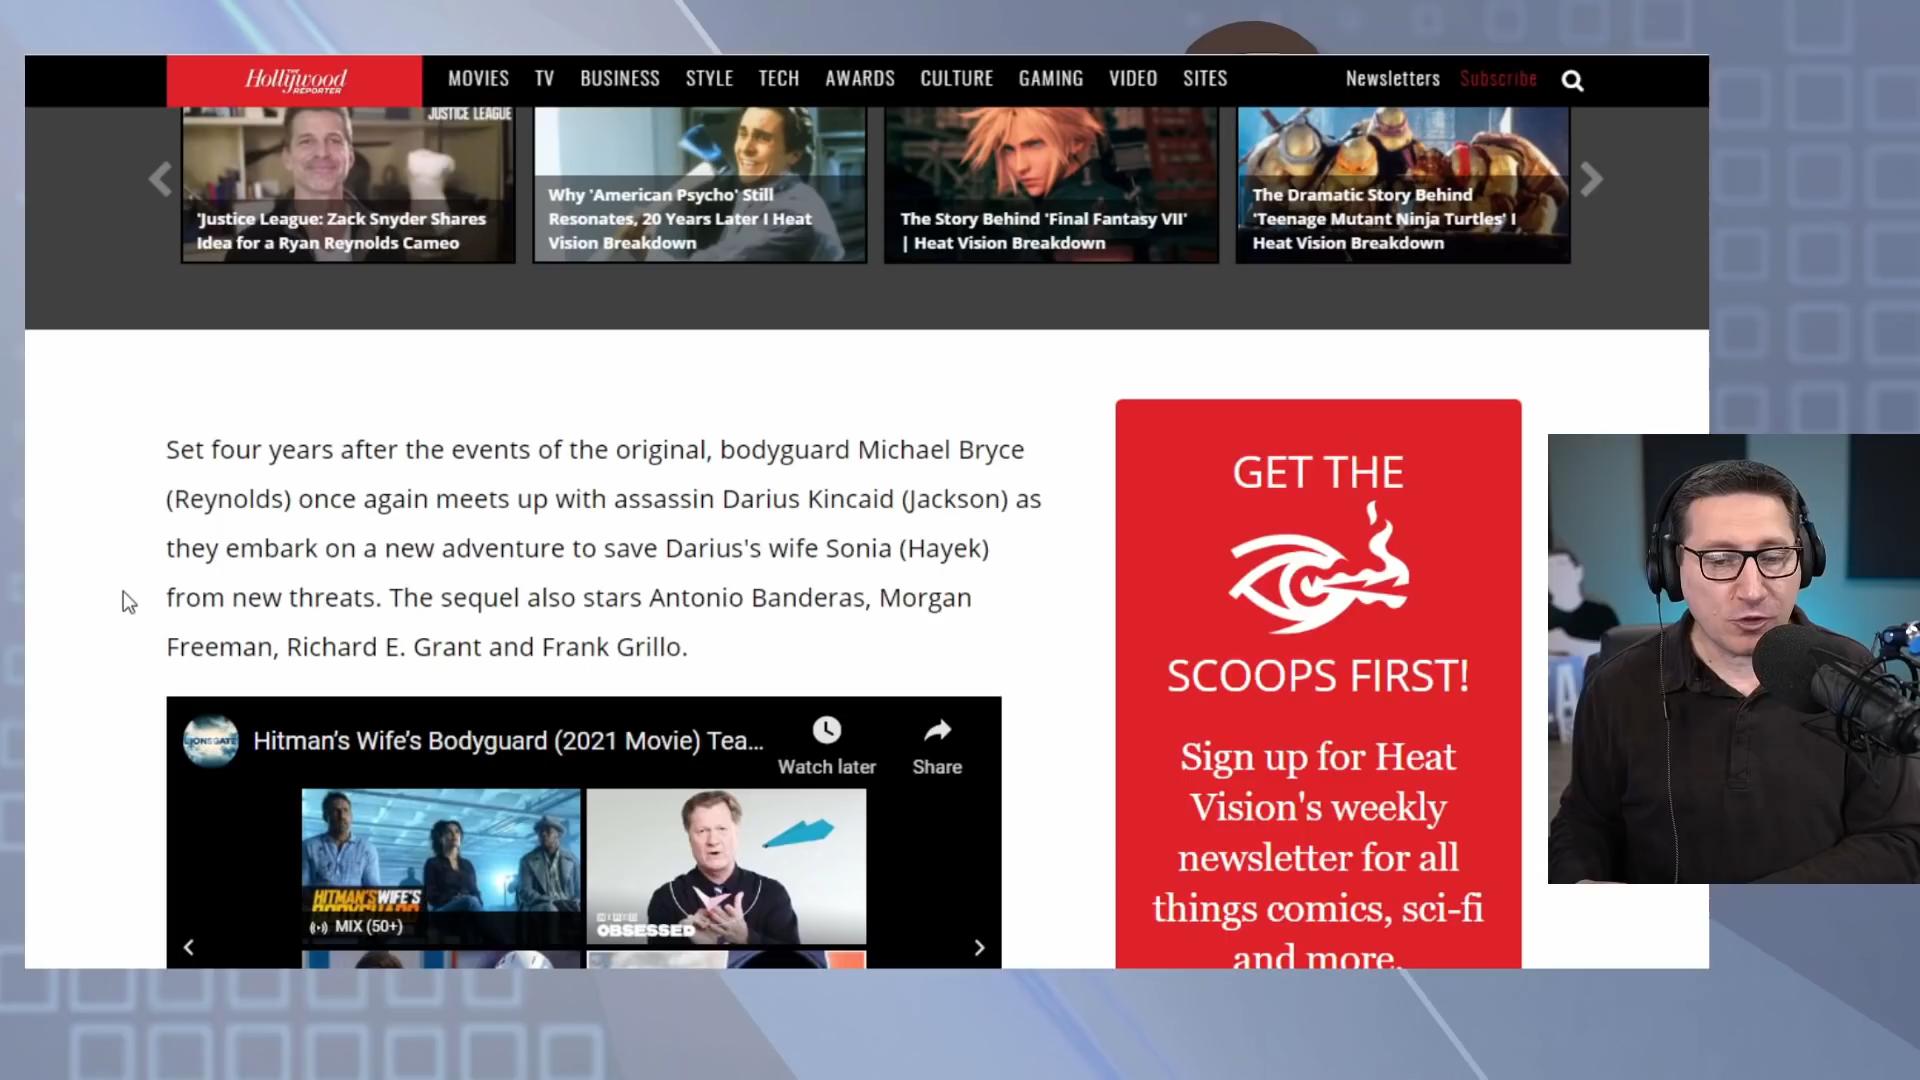 The Hollywood REPORTER
MOVIES TV BUSINESS STYLE TECH AWARDS CULTURE GAMING VIDEO SITES
Newsletters Subscribe
JUSTICE LEAGUE
'Justice League: Zack Snyder Shares
Idea for a Ryan Reynolds Cameo
Why 'American Psycho' Still
Resonates, 20 Years Later I Heat
Vision Breakdown
The Story Behind 'Final Fantasy VII'
| Heat Vision Breakdown
The Dramatic Story Behind
'Teenage Mutant Ninja Turtles' I
Heat Vision Breakdown
Set four years after the events of the original, bodyguard Michael Bryce
(Reynolds) once again meets up with assassin Darius Kincaid (Jackson) as
they embark on a new adventure to save Darius's wife Sonia (Hayek)
from new threats. The sequel also stars Antonio Banderas, Morgan
Freeman, Richard E. Grant and Frank Grillo.
LIONSGATE
Hitman’s Wife’s Bodyguard (2021 Movie) Tea...
Watch later
Share
HITMAN'S WIFE'S
BODYGUARD
MIX (50+)
WIRED
OBSESSED
GET THE
SCOOPS FIRST!
Sign up for Heat
Vision's weekly
newsletter for all
things comics, sci-fi
and more.